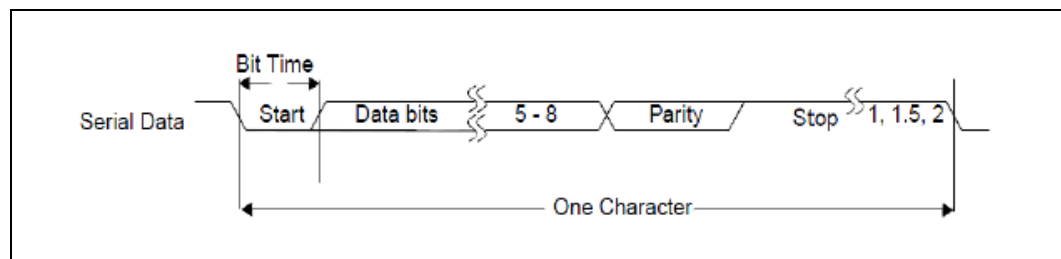 Bit Time
Serial Data Start Data bits 5 - 8 Parity Stop 1, 1.5, 2
One Character